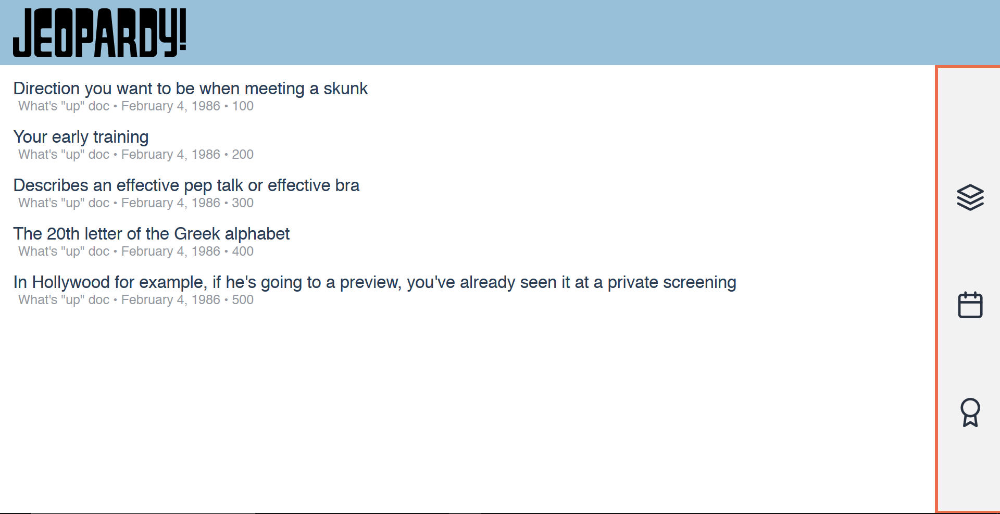 JEOPARDY!
Direction you want to be when meeting a skunk
What's "up" doc • February 4, 1986 • 100
Your early training
What's "up" doc • February 4, 1986 • 200
Describes an effective pep talk or effective bra
What's "up" doc • February 4, 1986 • 300
The 20th letter of the Greek alphabet
What's "up" doc • February 4, 1986 • 400
In Hollywood for example, if he's going to a preview, you've already seen it at a private screening
What's "up" doc • February 4, 1986 • 500